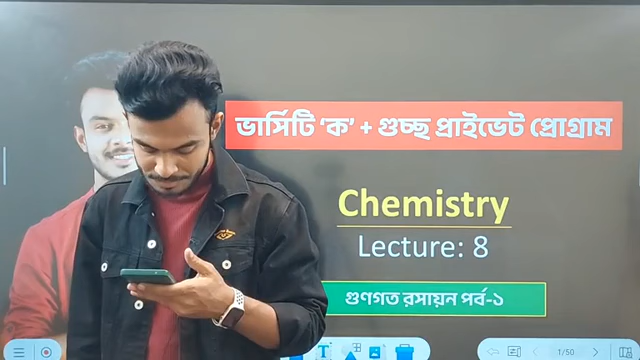 ভার্সিটি ‘ক’ + গুচ্ছ প্রাইভেট প্রোগ্রাম
Chemistry
Lecture: 8
গুণগত রসায়ন পর্ব-১
1/50